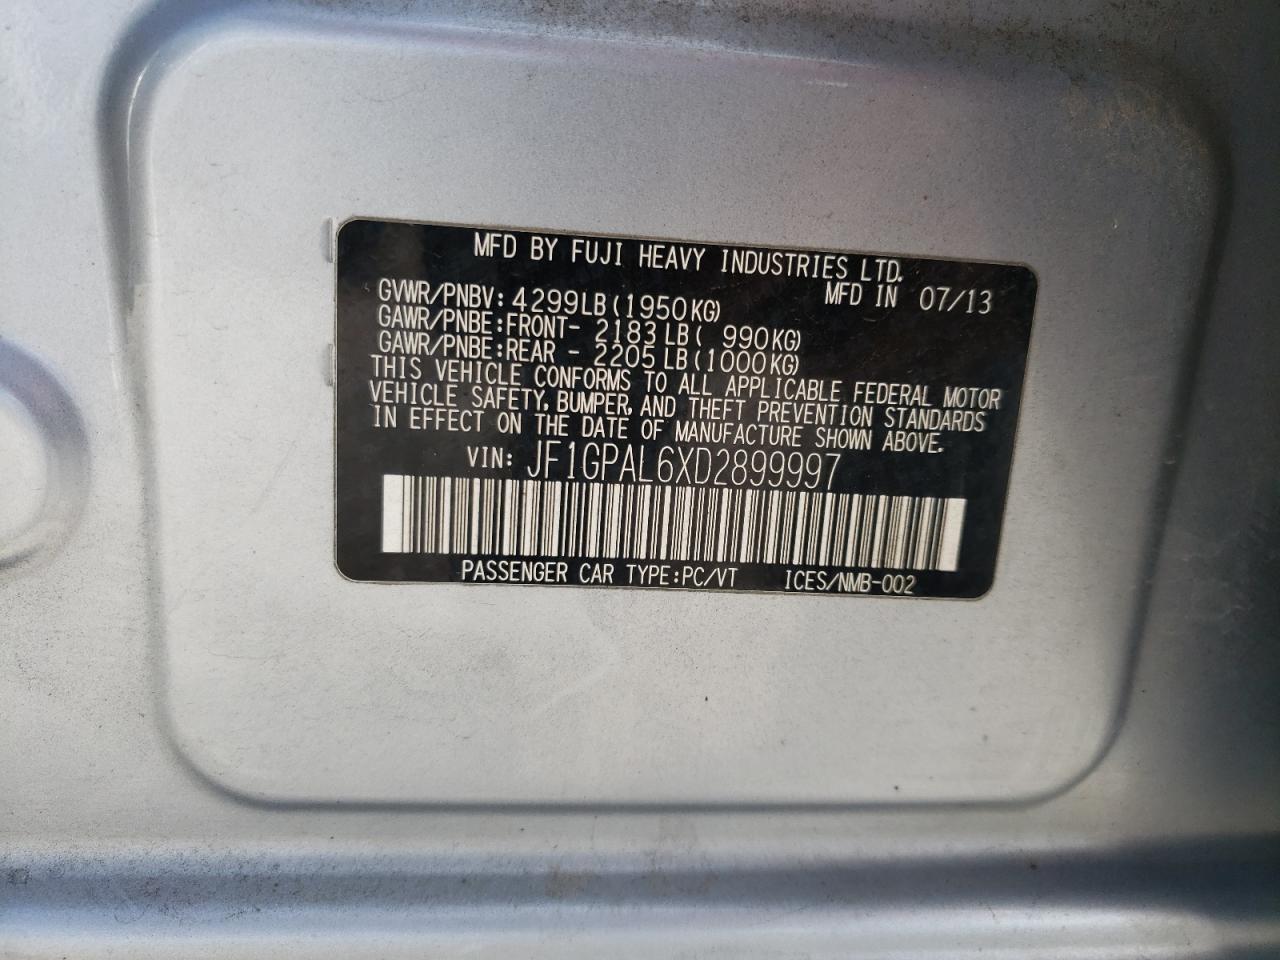 MFD BY FUJI HEAVY INDUSTRIES LTD.
MFD IN 07/13
GVWR/PNBV: 4299LB(1950KG)
GAWR/PNBE:FRONT- 2183LB( 990KG)
GAWR/PNBE:REAR - 2205LB(1000KG)
THIS VEHICLE CONFORMS TO ALL APPLICABLE FEDERAL MOTOR
VEHICLE SAFETY, BUMPER, AND THEFT PREVENTION STANDARDS
IN EFFECT ON THE DATE OF MANUFACTURE SHOWN ABOVE.
VIN: JF1GPAL6XD2899997
PASSENGER CAR TYPE:PC/VT ICES/NMB-002